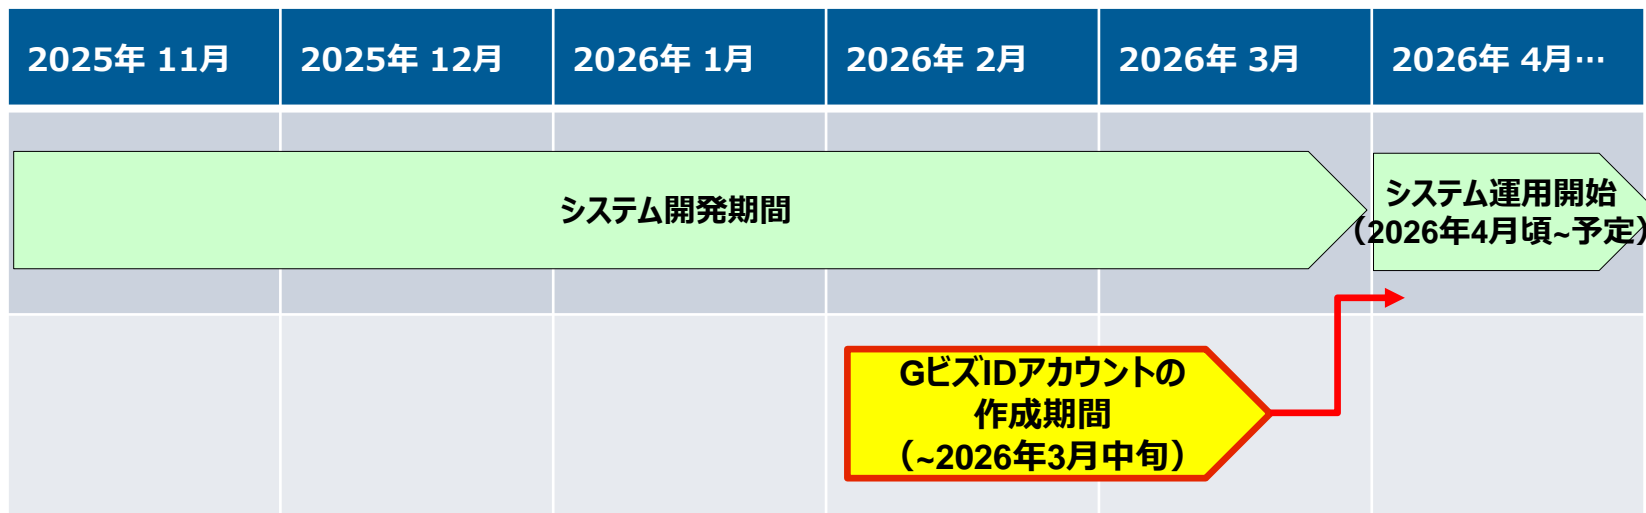 2025年 11月
2025年 12月
2026年 1月
2026年 2月
2026年 3月
2026年 4月…
システム開発期間
システム運用開始
（2026年4月頃~予定）
GビズIDアカウントの
作成期間
（~2026年3月中旬）